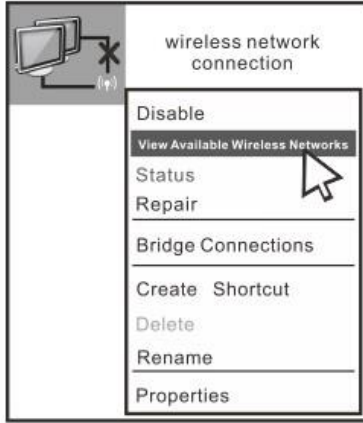 wireless network
connection
Disable
View Available Wireless Networks
Status
Repair
Bridge Connections
Create Shortcut
Delete
Rename
Properties